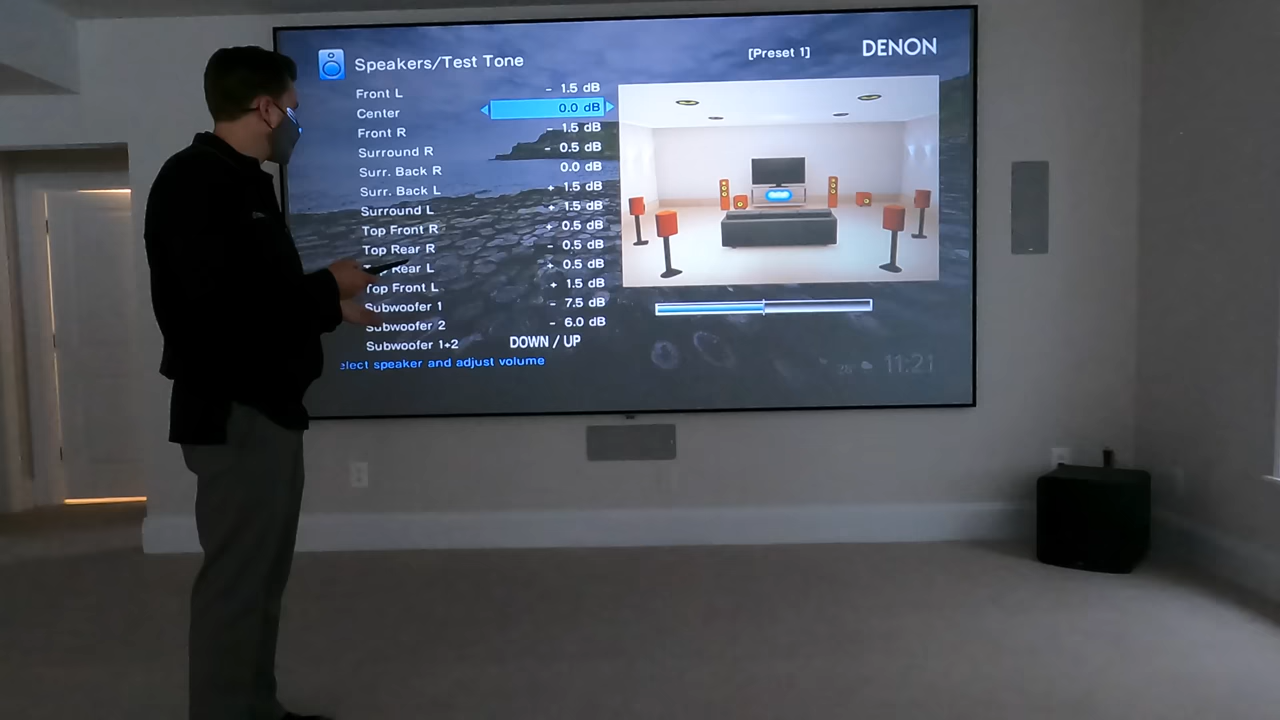 Speakers/Test Tone [Preset 1] DENON
Front L - 1.5 dB
Center 0.0 dB
Front R 1.5 dB
Surround R - 0.5 dB
Surr. Back R 0.0 dB
Surr. Back L + 1.5 dB
Surround L + 1.5 dB
Top Front R + 0.5 dB
Top Rear R - 0.5 dB
Rear L + 0.5 dB
Top Front L + 1.5 dB
Subwoofer 1 - 7.5 dB
Subwoofer 2 - 6.0 dB
Subwoofer 1+2 DOWN / UP
elect speaker and adjust volume
11:21